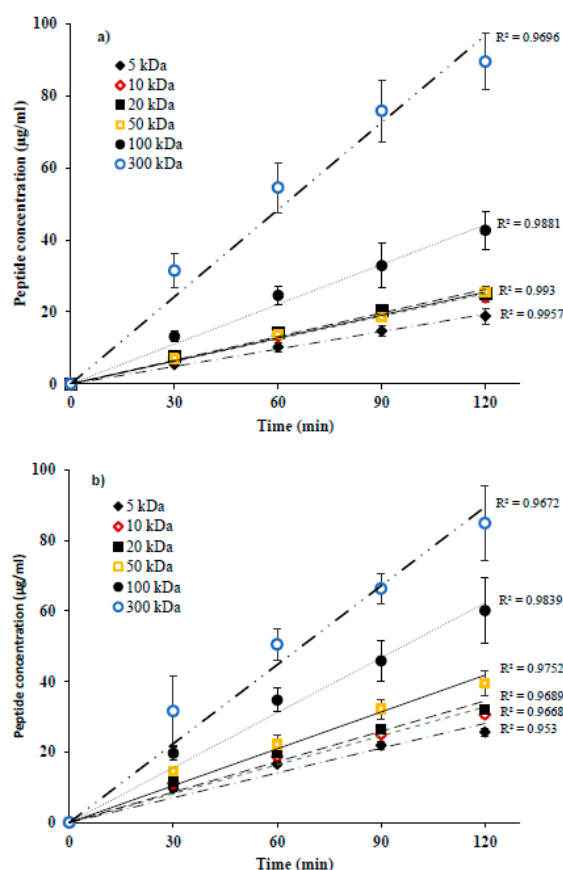 100
a)
R² = 0.9696
5 kDa
10 kDa
80
20 kDa
50 kDa
100 kDa
60
300 kDa
Peptide concentration (µg/ml)
R² = 0.9881
40
R² = 0.993
20
R² = 0.9957
0
0 30 60 90 120
Time (min)
100
b)
R² = 0.9672
5 kDa
10 kDa
80
20 kDa
50 kDa
100 kDa
300 kDa
60
R² = 0.9839
Peptide concentration (µg/ml)
R² = 0.9752
40
R² = 0.9689
R² = 0.9668
R² = 0.953
20
0
0 30 60 90 120
Time (min)